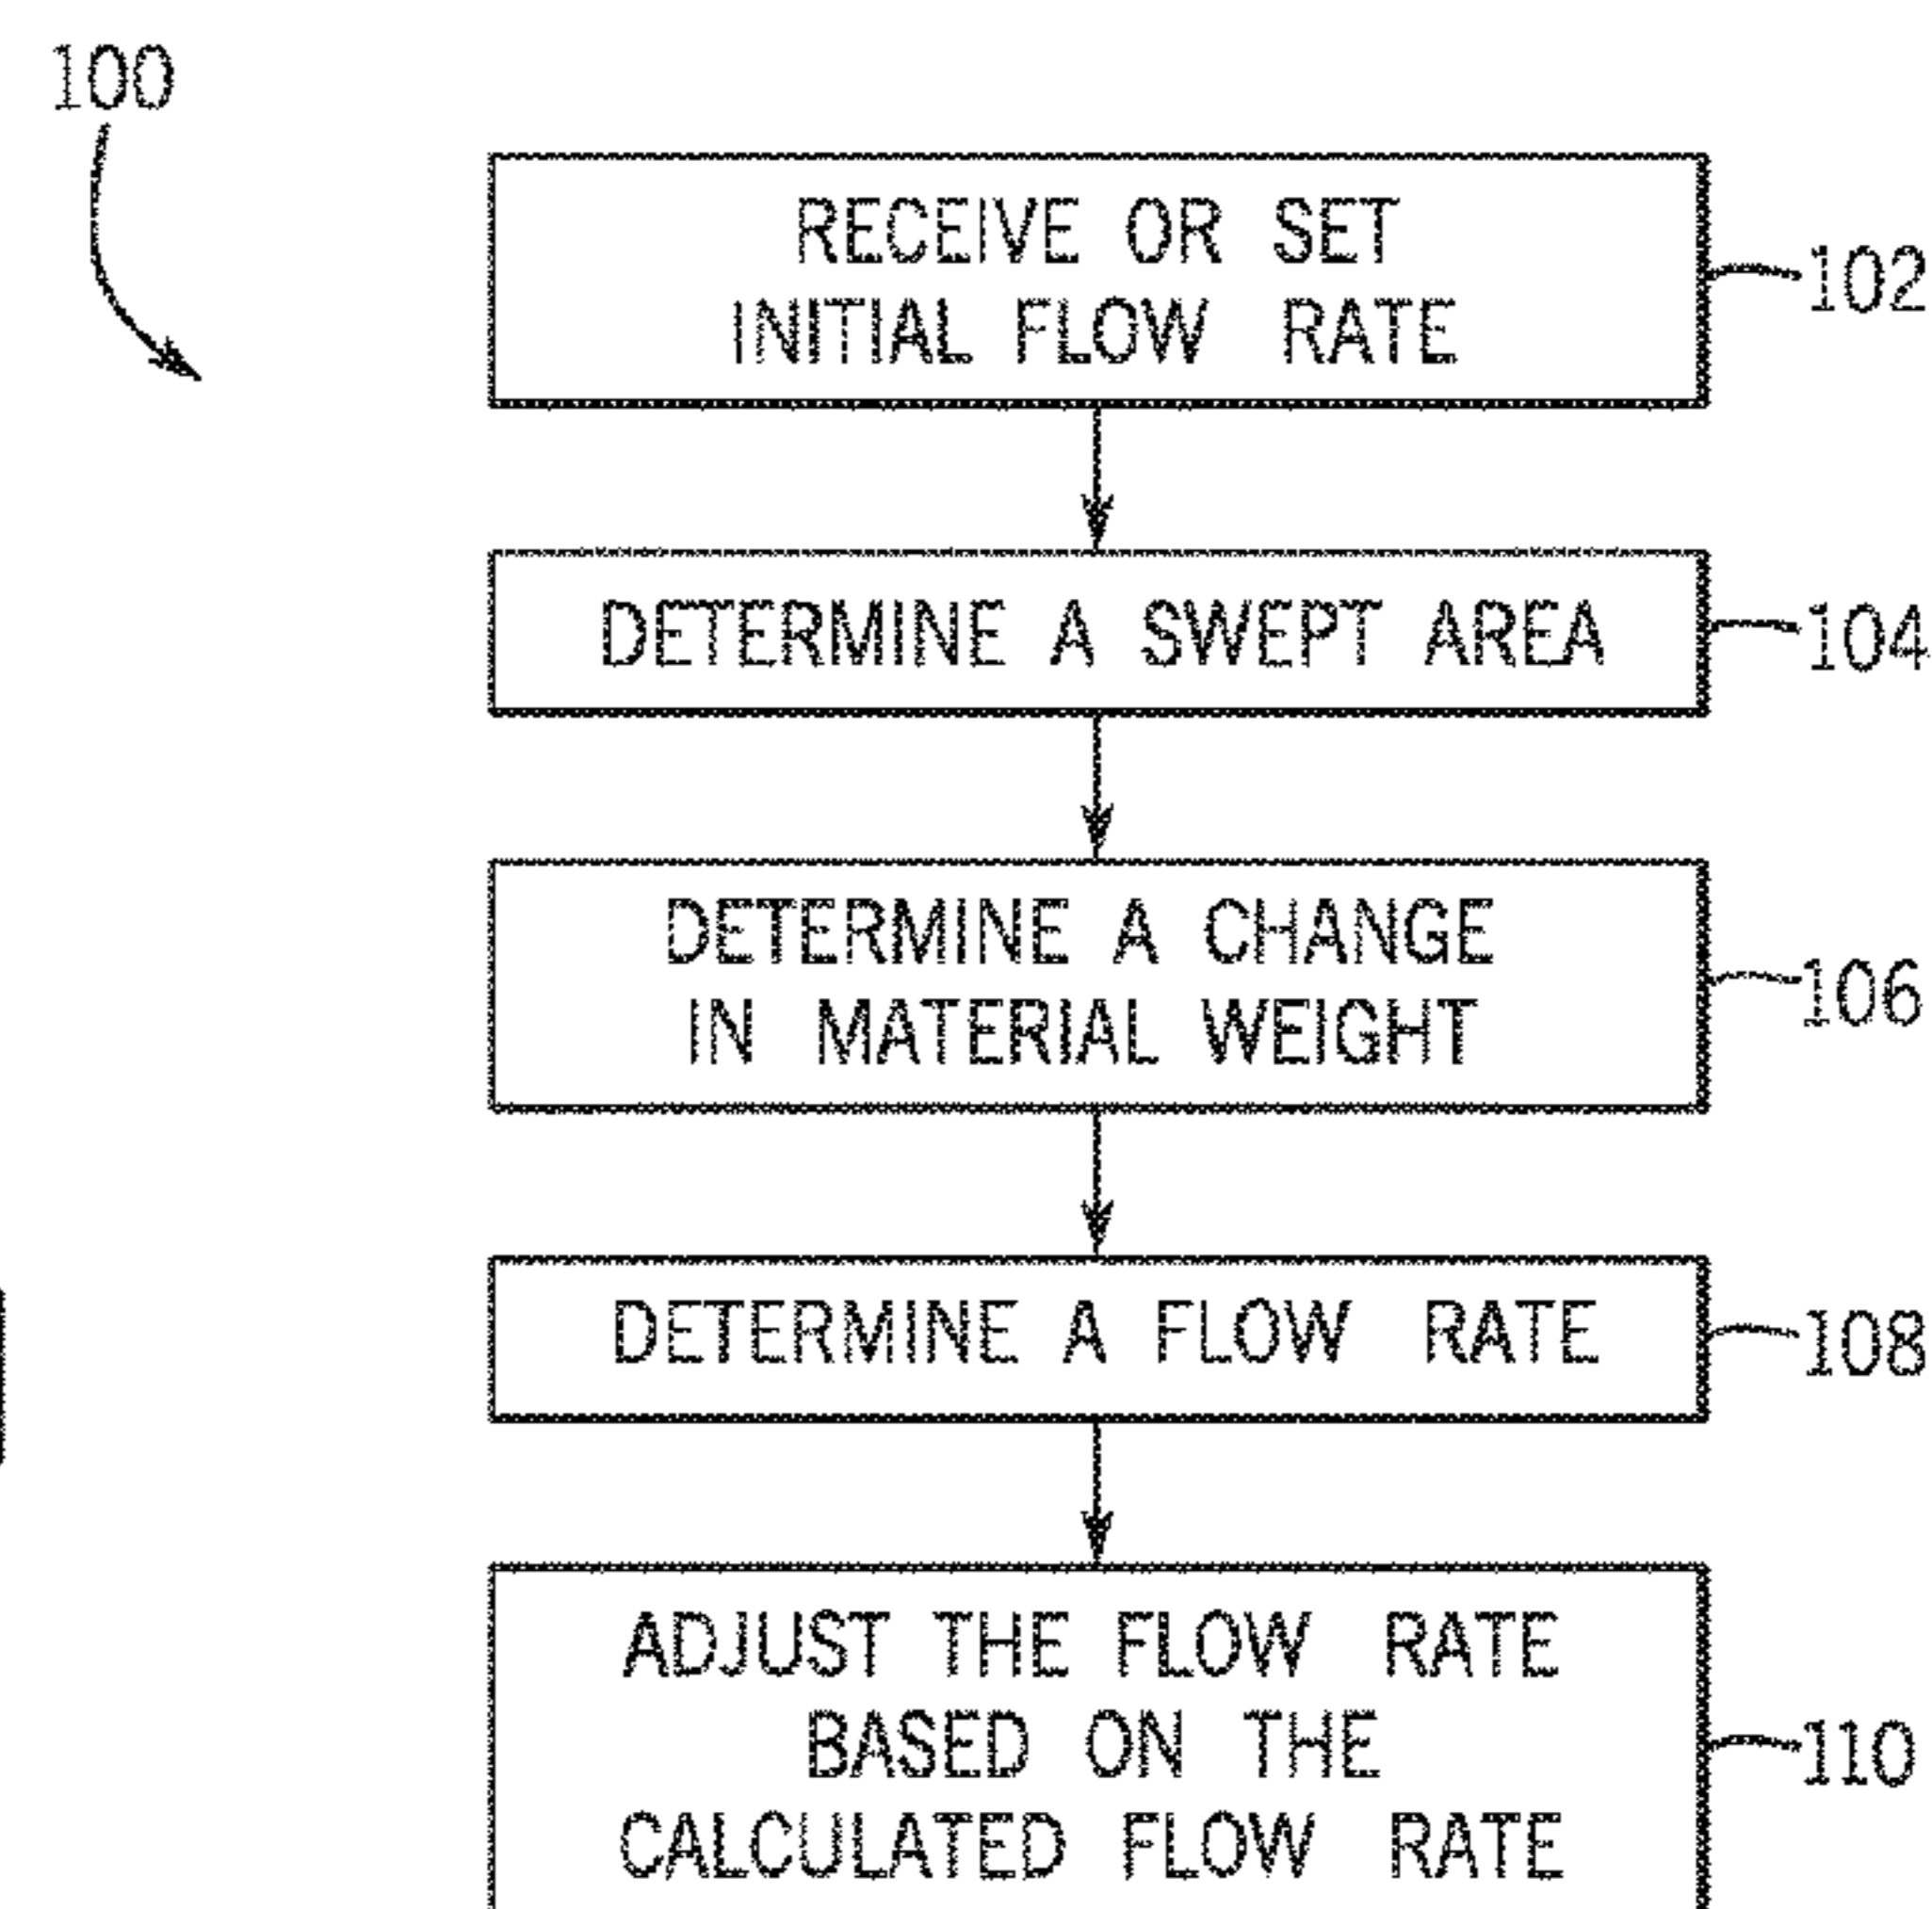 100
RECEIVE OR SET
INITIAL FLOW RATE
102
DETERMINE A SWEPT AREA
104
DETERMINE A CHANGE
IN MATERIAL WEIGHT
106
DETERMINE A FLOW RATE
108
ADJUST THE FLOW RATE
BASED ON THE
CALCULATED FLOW RATE
110